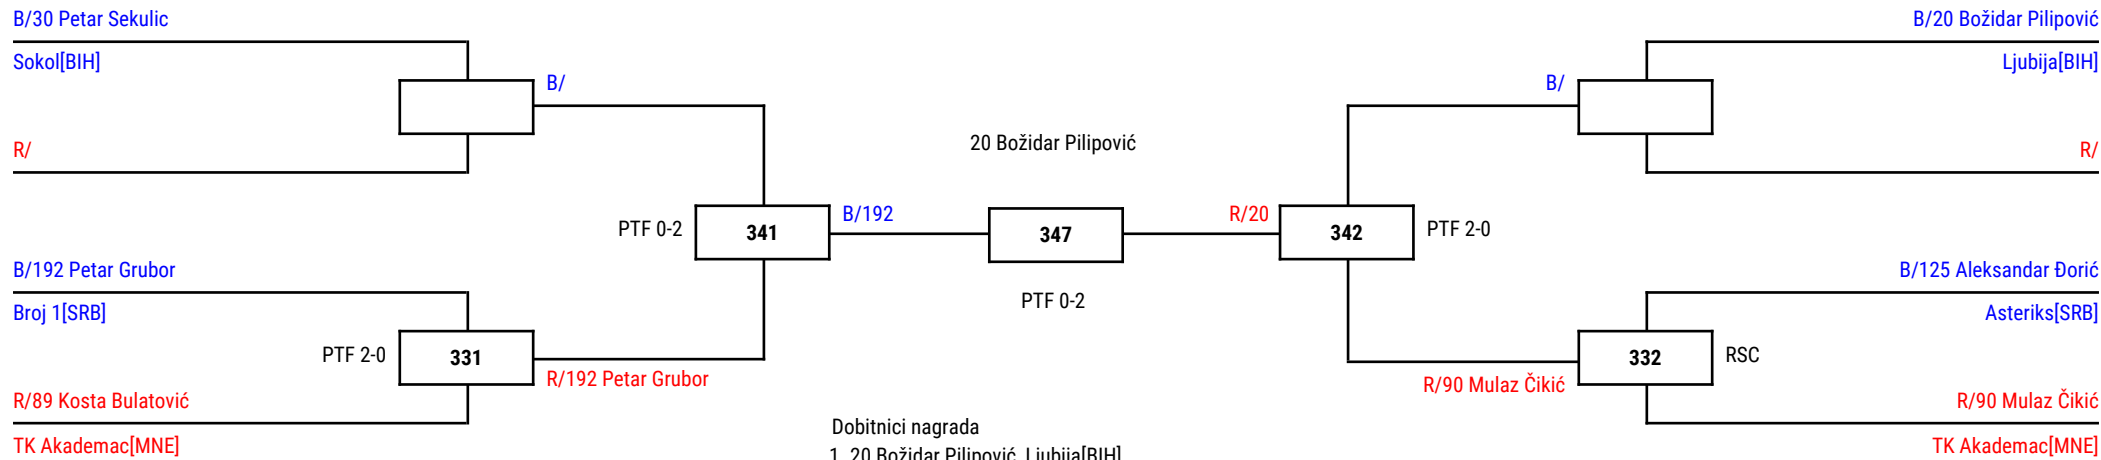 B/30 Petar Sekulic
Sokol[BIH]
B/
R/
B/192 Petar Grubor
Broj 1[SRB]
PTF 2-0
331
R/192 Petar Grubor
R/89 Kosta Bulatović
TK Akademac[MNE]
PTF 0-2
341
B/192
20 Božidar Pilipović
347
PTF 0-2
R/20
342
PTF 2-0
B/20 Božidar Pilipović
Ljubija[BIH]
B/
R/
B/125 Aleksandar Đorić
Asteriks[SRB]
332
RSC
R/90 Mulaz Čikić
R/90 Mulaz Čikić
TK Akademac[MNE]
Dobitnici nagrada
1. 20 Božidar Pilipović, Ljubija[BIH]